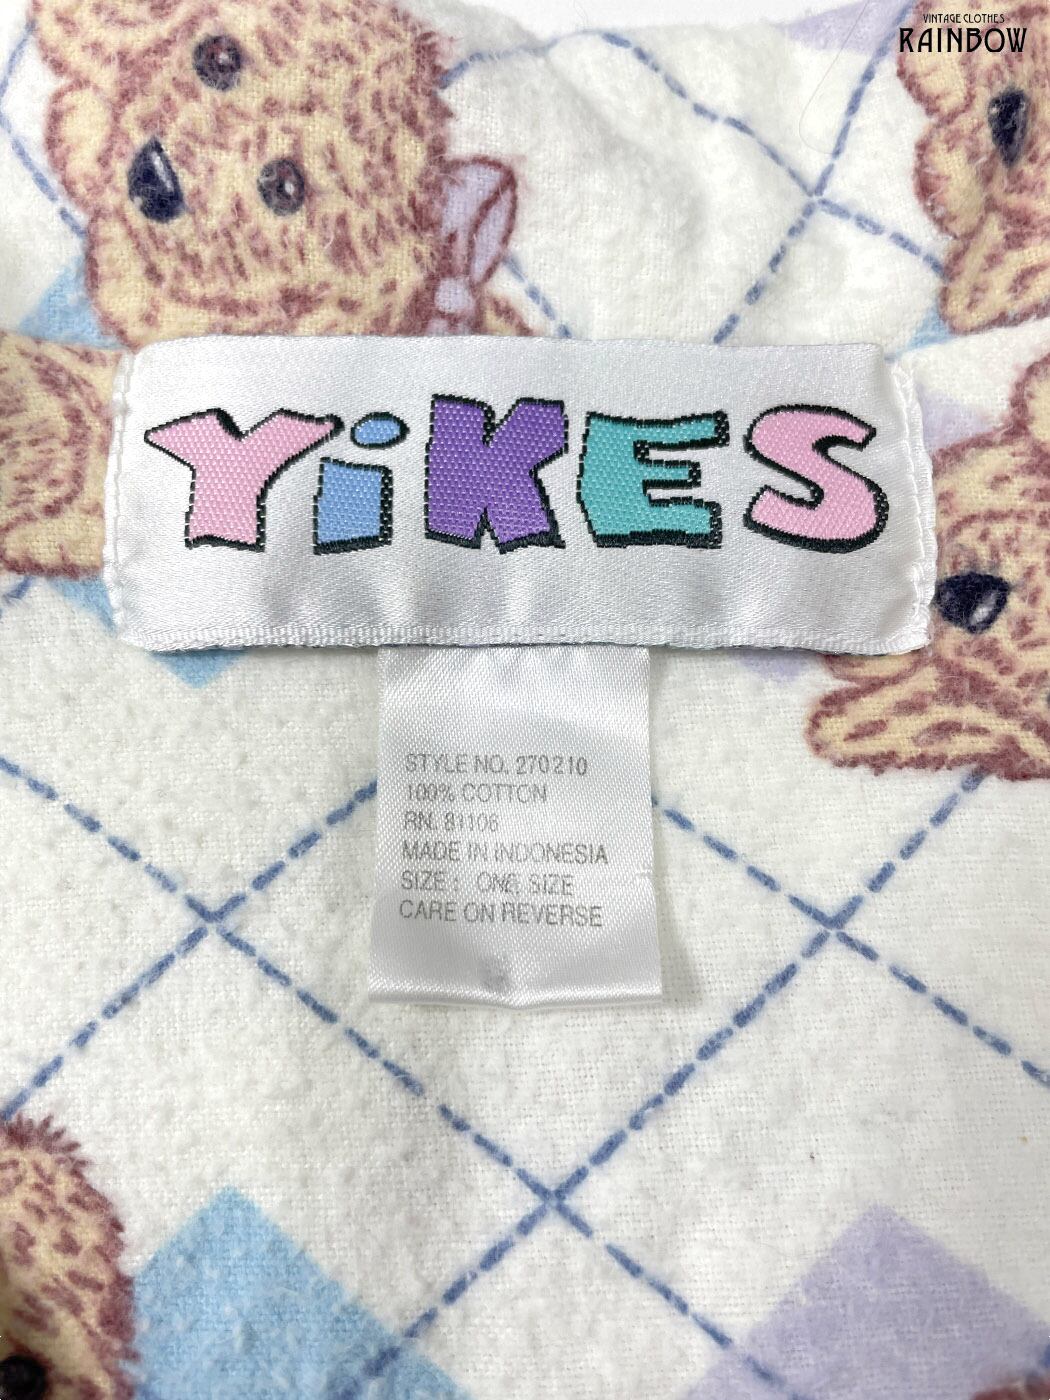 VINTAGE CLOTHES
RAINBOW
YiKES
STYLE NO. 270210
100% COTTON
RN. 81106
MADE IN INDONESIA
SIZE : ONE SIZE
CARE ON REVERSE